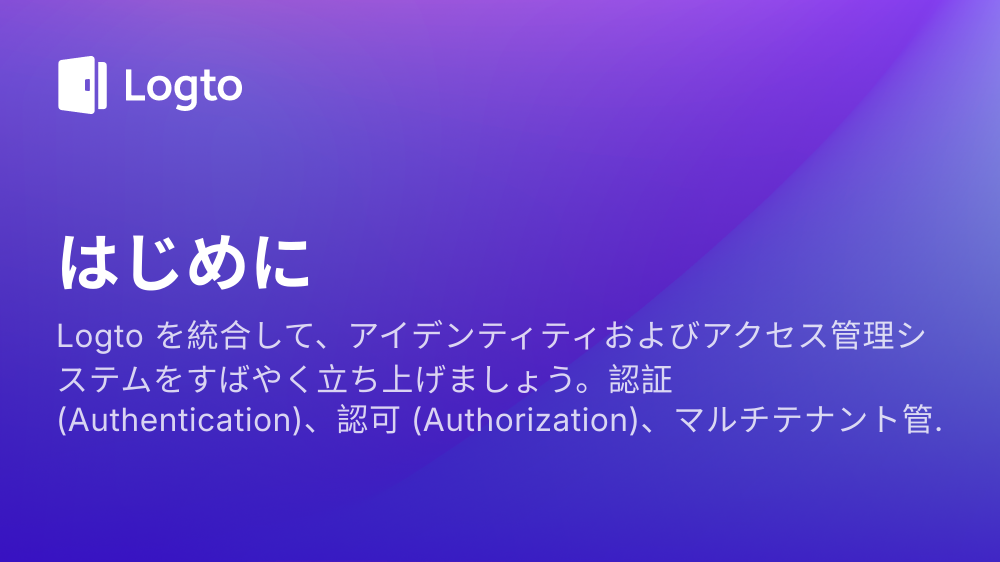 Logto
はじめに
Logto を統合して、アイデンティティおよびアクセス管理シ
ステムをすばやく立ち上げましょう。認証
(Authentication)、認可 (Authorization)、マルチテナント管.